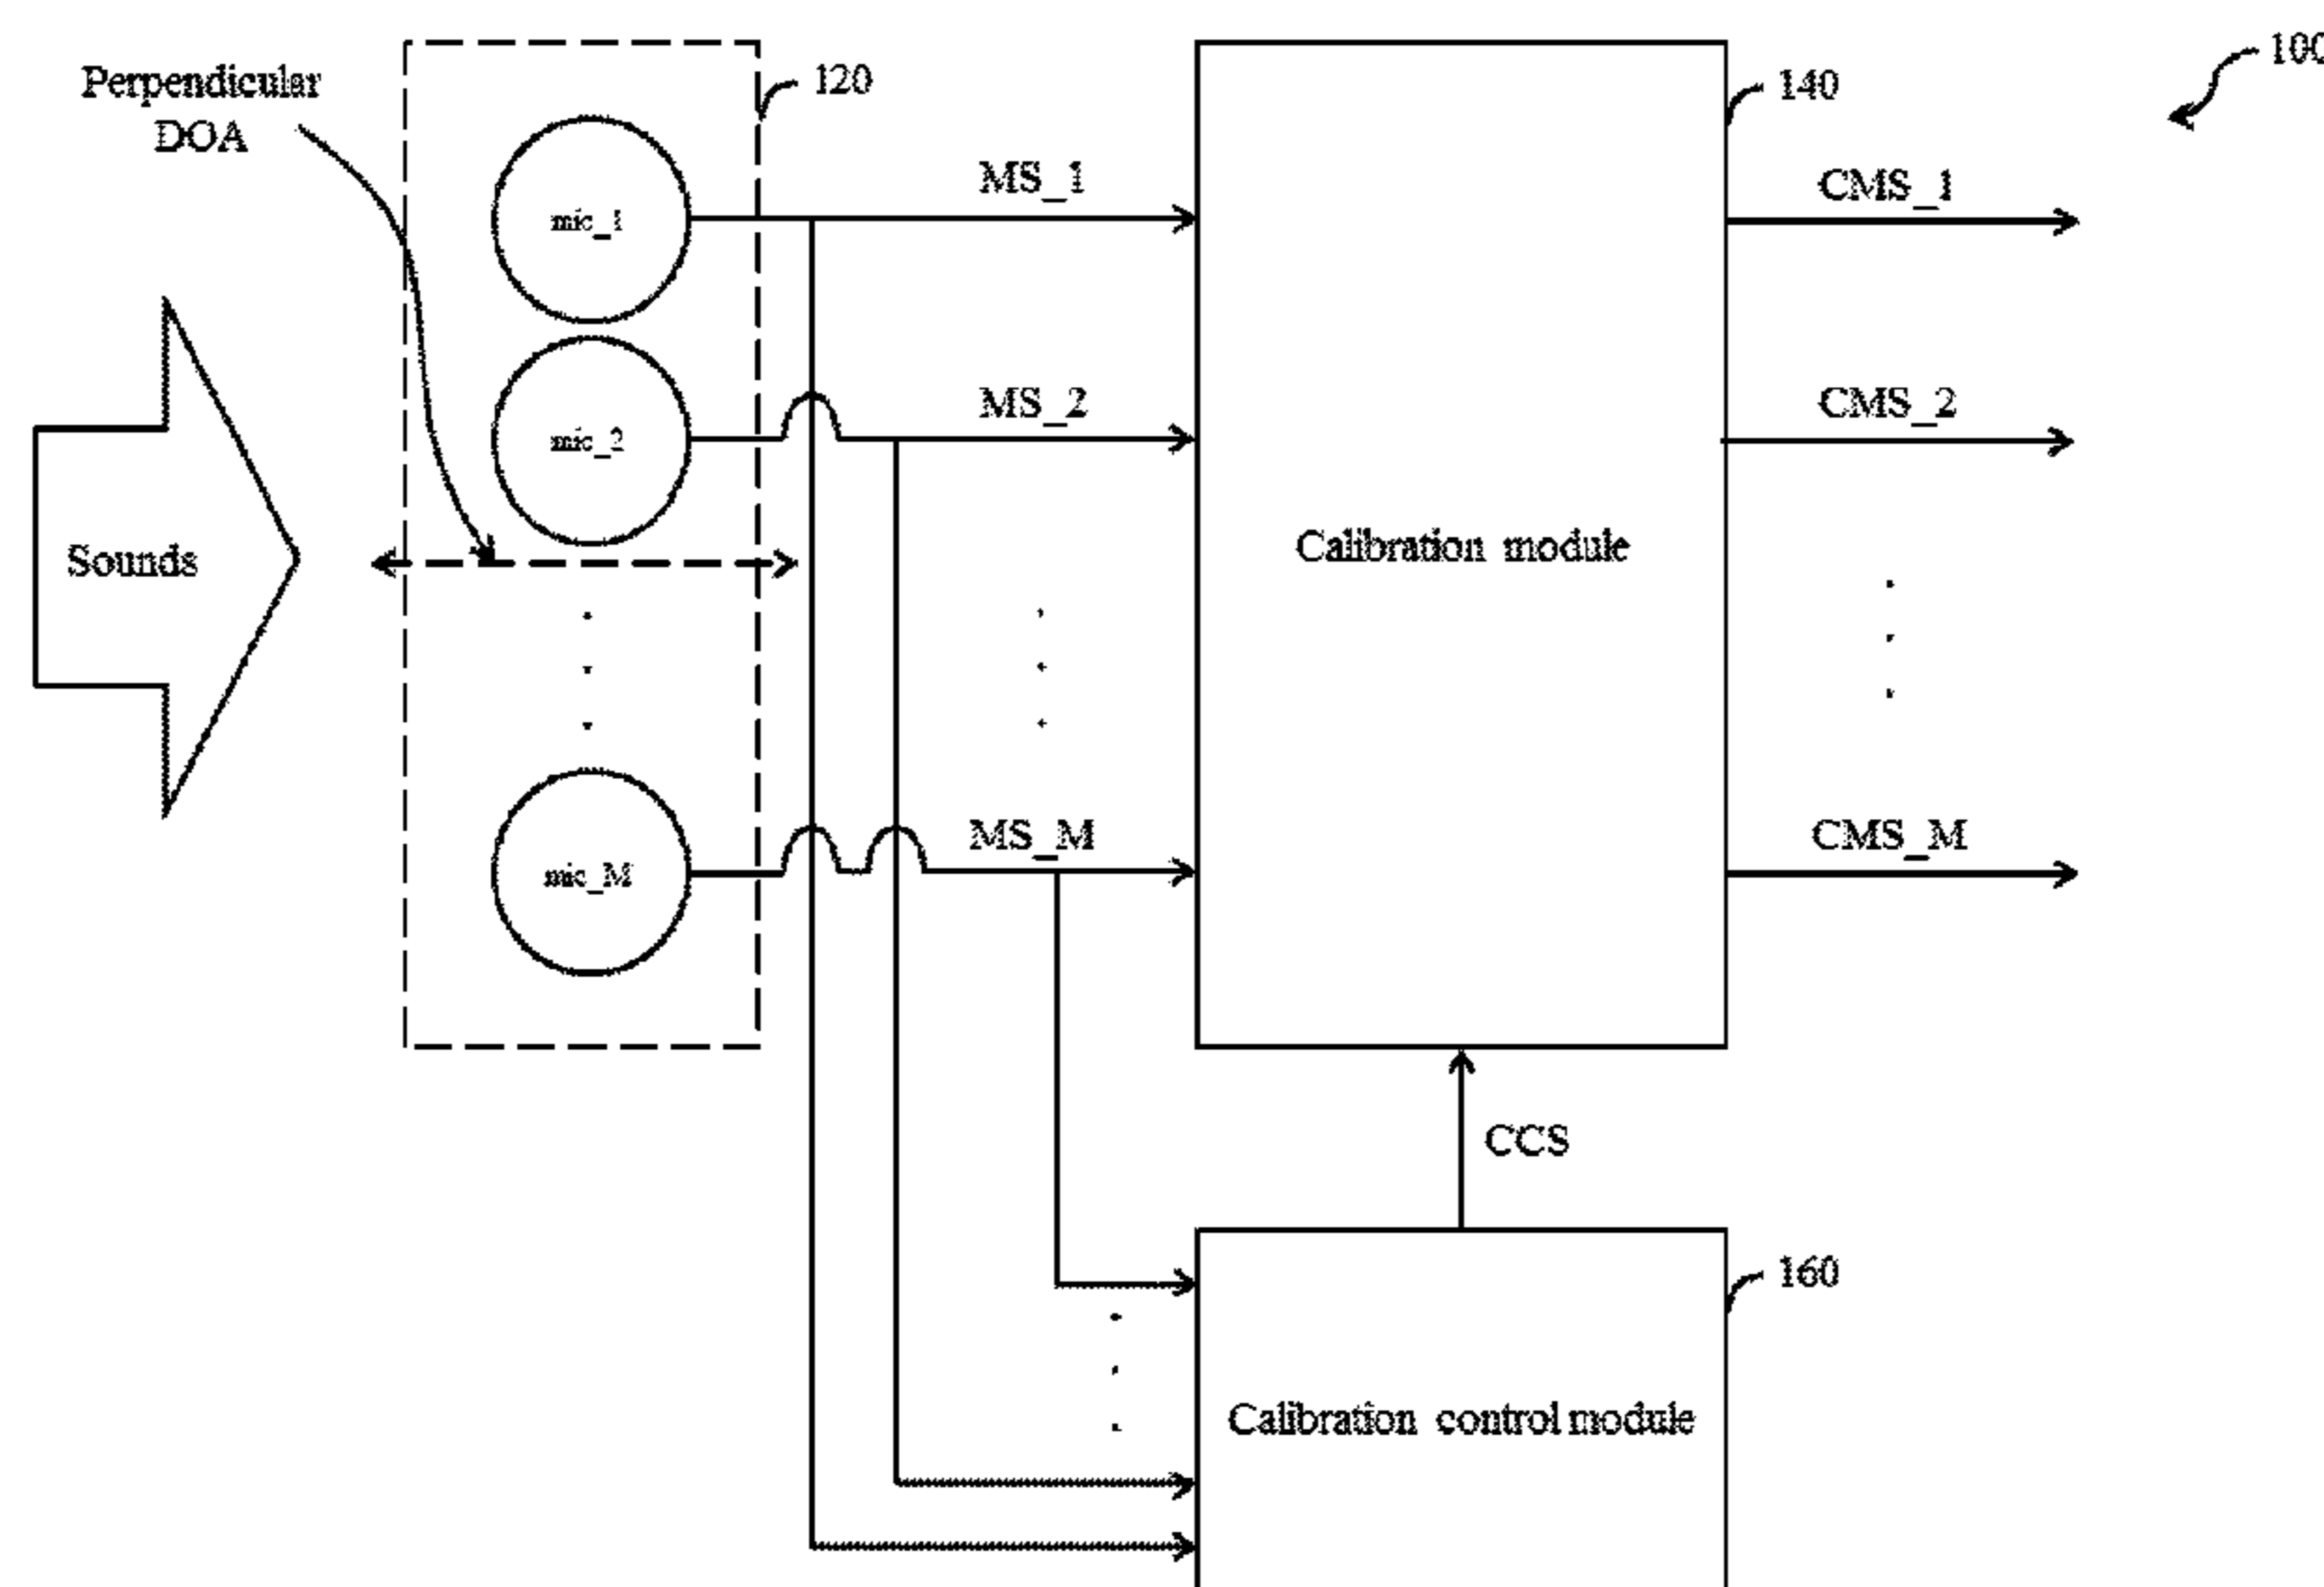 100
Perpendicular
DOA
120
140
mic_1
MS_1
CMS_1
mic_2
MS_2
CMS_2
Sounds
Calibration module
mic_M
MS_M
CMS_M
CCS
160
Calibration control module